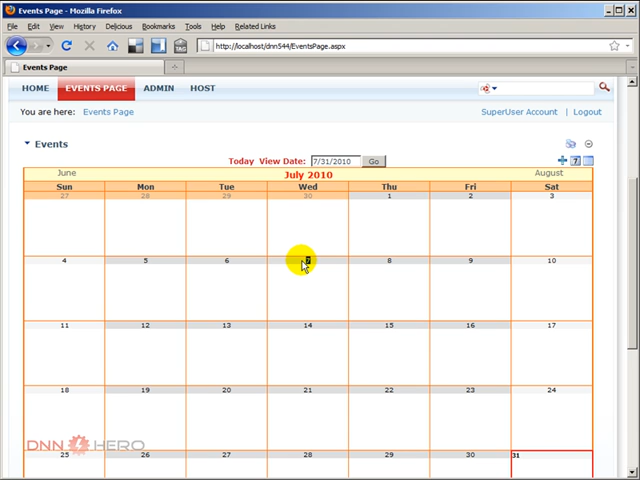 Events Page - Mozilla Firefox
File Edit View History Delicious Bookmarks Tools Help Related Links
TAG http://localhost/dnn544/EventsPage.aspx
Events Page
HOME EVENTS PAGE ADMIN HOST
You are here: Events Page SuperUser Account | Logout
Events
Today View Date: 7/31/2010 Go 7
June July 2010 August
Sun Mon Tue Wed Thu Fri Sat
27 28 29 30 1 2 3
4 5 6 7 8 9 10
11 12 13 14 15 16 17
18 19 20 21 22 23 24
DNN HERO
25 26 27 28 29 30 31